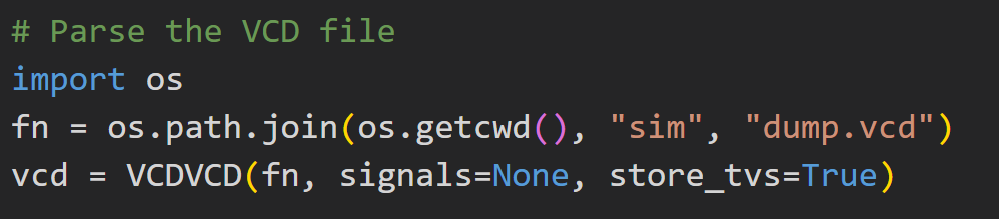 # Parse the VCD file
import os
fn = os.path.join(os.getcwd(), "sim", "dump.vcd")
vcd = VCDVCD(fn, signals=None, store_tvs=True)